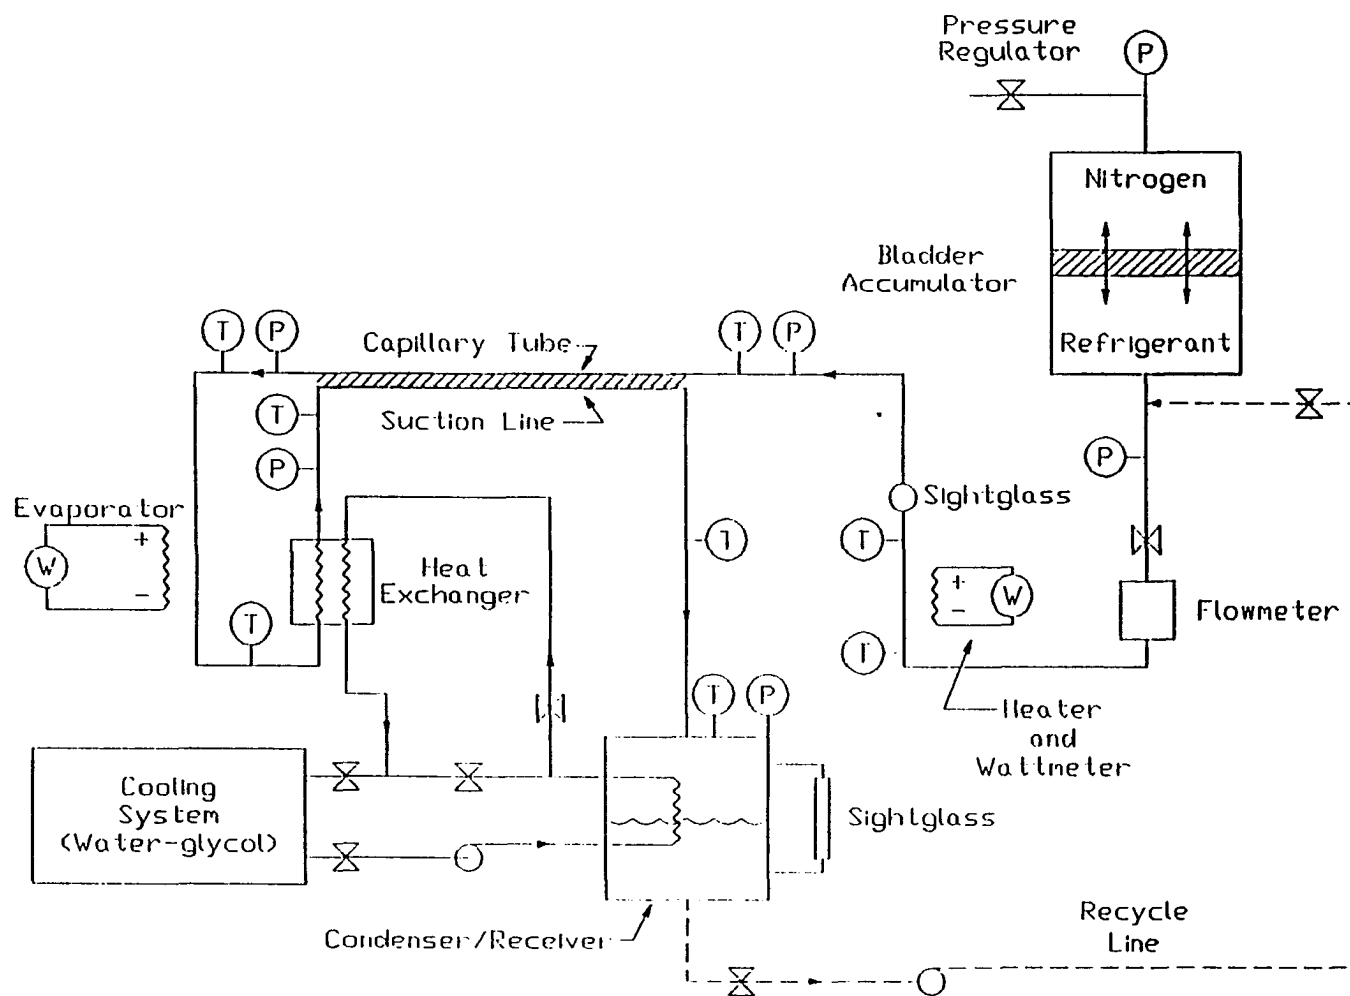 Pressure
Regulator
P
Nitrogen
Bladder
Accumulator
Refrigerant
T
P
Capillary Tube
T
P
T
Suction Line
P
P
Evaporator
Sightglass
W
+
-
Heat
Exchanger
T
T
+
-
W
Flowmeter
T
T
T
P
Heater
and
Wattmeter
Cooling
System
(Water-glycol)
Sightglass
Condenser/Receiver
Recycle
Line